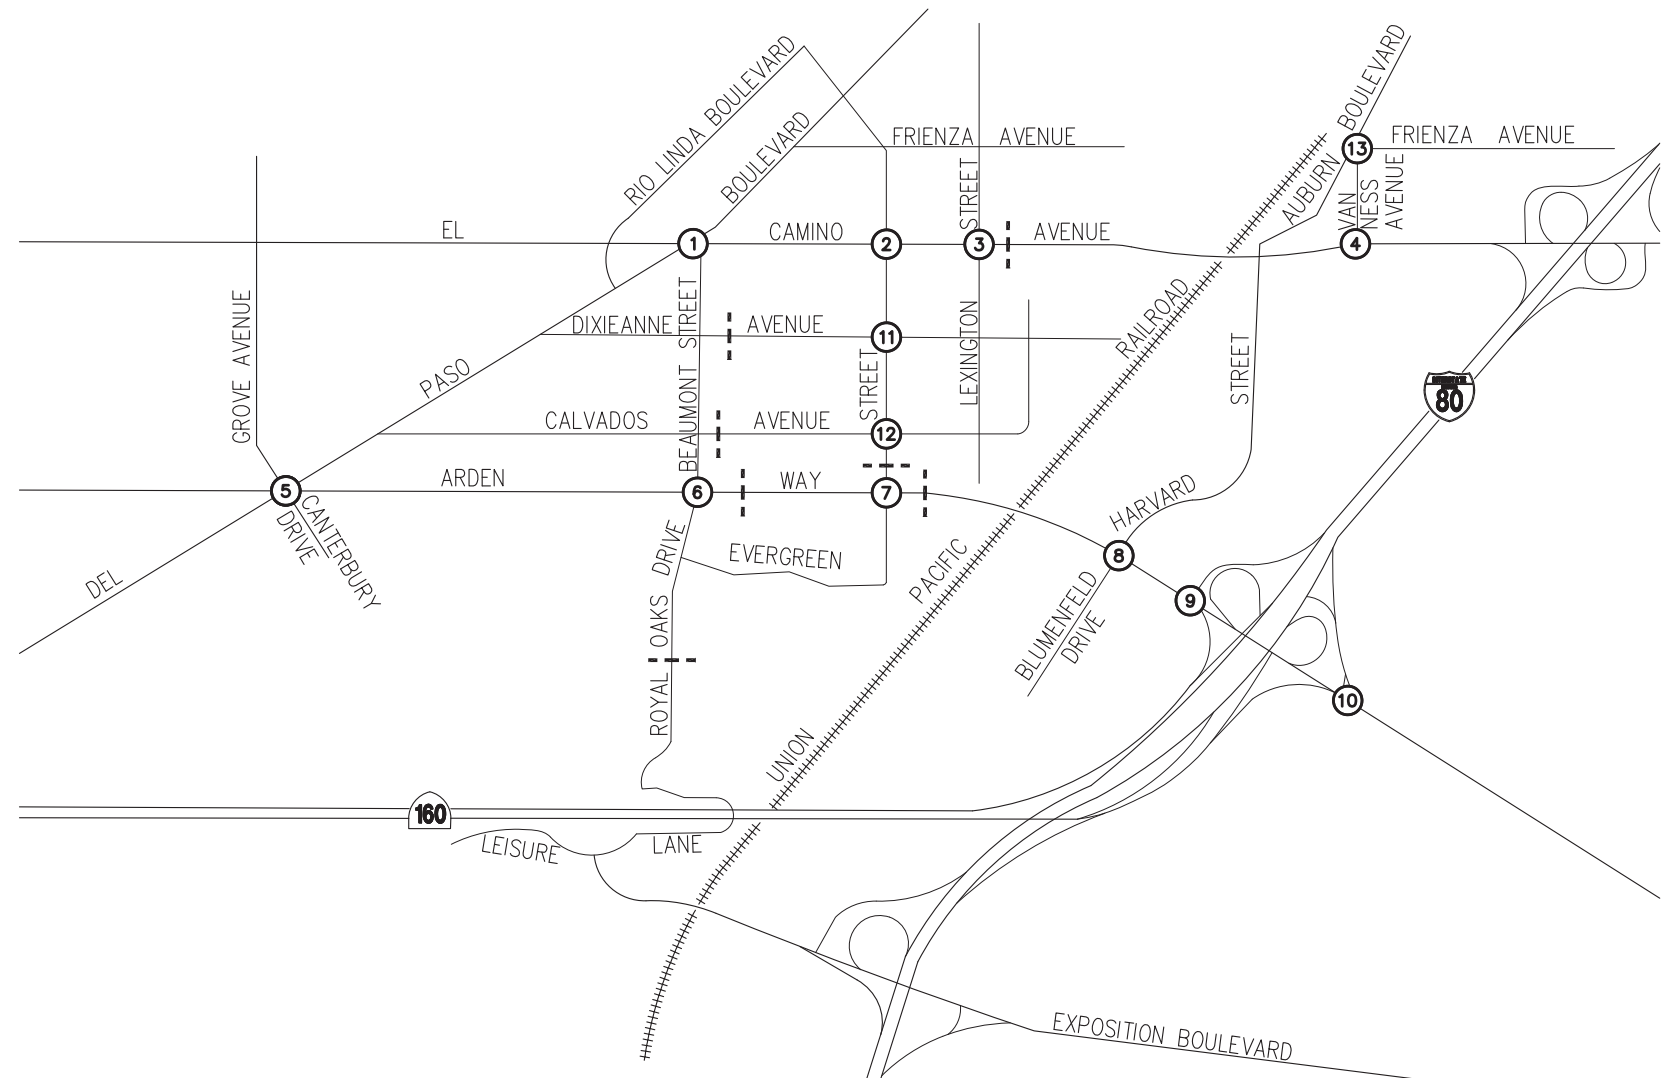 RIO LINDA BOULEVARD
BOULEVARD
BOULEVARD
FRIENZA AVENUE
13
FRIENZA AVENUE
AUBURN
VAN
NESS
AVENUE
STREET
EL
1
CAMINO
2
3
AVENUE
4
GROVE AVENUE
BEAUMONT STREET
DIXIEANNE AVENUE
11
STREET
LEXINGTON
RAILROAD
STREET
PASO
80
CALVADOS AVENUE
12
5
ARDEN
6
WAY
7
HARVARD
CANTERBURY
DRIVE
DEL
EVERGREEN
8
9
PACIFIC
BLUMENFELD
DRIVE
ROYAL OAKS DRIVE
10
UNION
160
LEISURE LANE
EXPOSITION BOULEVARD